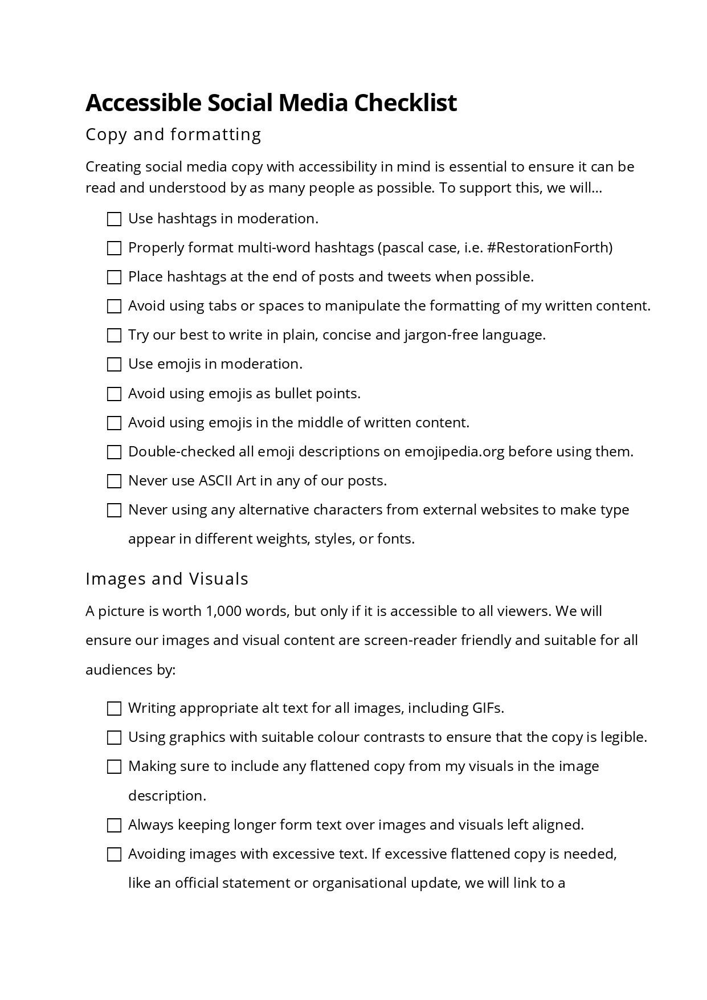 Accessible Social Media Checklist
Copy and formatting
Creating social media copy with accessibility in mind is essential to ensure it can be
read and understood by as many people as possible. To support this, we will...
Use hashtags in moderation.
Properly format multi-word hashtags (pascal case, i.e. #RestorationForth)
Place hashtags at the end of posts and tweets when possible.
Avoid using tabs or spaces to manipulate the formatting of my written content.
Try our best to write in plain, concise and jargon-free language.
Use emojis in moderation.
Avoid using emojis as bullet points.
Avoid using emojis in the middle of written content.
Double-checked all emoji descriptions on emojipedia.org before using them.
Never use ASCII Art in any of our posts.
Never using any alternative characters from external websites to make type
appear in different weights, styles, or fonts.
Images and Visuals
A picture is worth 1,000 words, but only if it is accessible to all viewers. We will
ensure our images and visual content are screen-reader friendly and suitable for all
audiences by:
Writing appropriate alt text for all images, including GIFs.
Using graphics with suitable colour contrasts to ensure that the copy is legible.
Making sure to include any flattened copy from my visuals in the image
description.
Always keeping longer form text over images and visuals left aligned.
Avoiding images with excessive text. If excessive flattened copy is needed,
like an official statement or organisational update, we will link to a